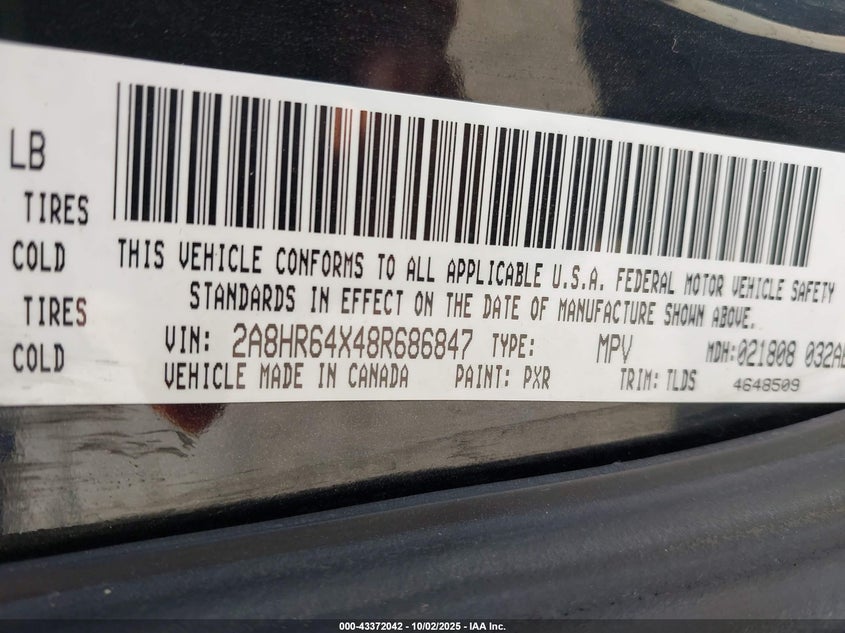 LB
TIRES
COLD
TIRES
COLD
THIS VEHICLE CONFORMS TO ALL APPLICABLE U.S.A. FEDERAL MOTOR VEHICLE SAFETY
STANDARDS IN EFFECT ON THE DATE OF MANUFACTURE SHOWN ABOVE.
VIN: 2A8HR64X48R686847 TYPE: MPV MDH:021808 032
VEHICLE MADE IN CANADA PAINT: PXR TRIM: TLDS 4648509
000-43372042 - 10/02/2025 - IAA Inc.